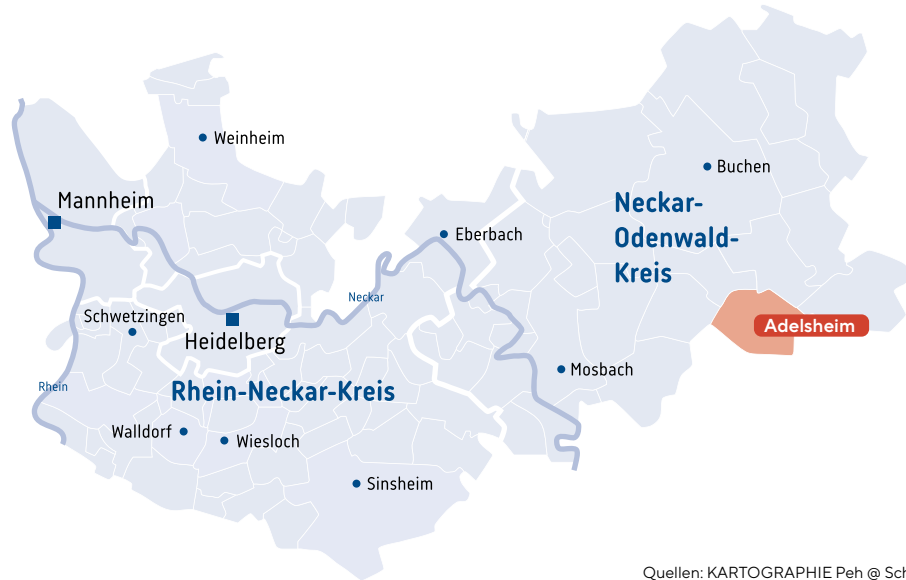 Weinheim
Buchen
Mannheim
Neckar-
Odenwald-
Kreis
Eberbach
Neckar
Schwetzingen
Adelsheim
Heidelberg
Mosbach
Rhein
Rhein-Neckar-Kreis
Walldorf
Wiesloch
Sinsheim
Quellen: KARTOGRAPHIE Peh @ Sch